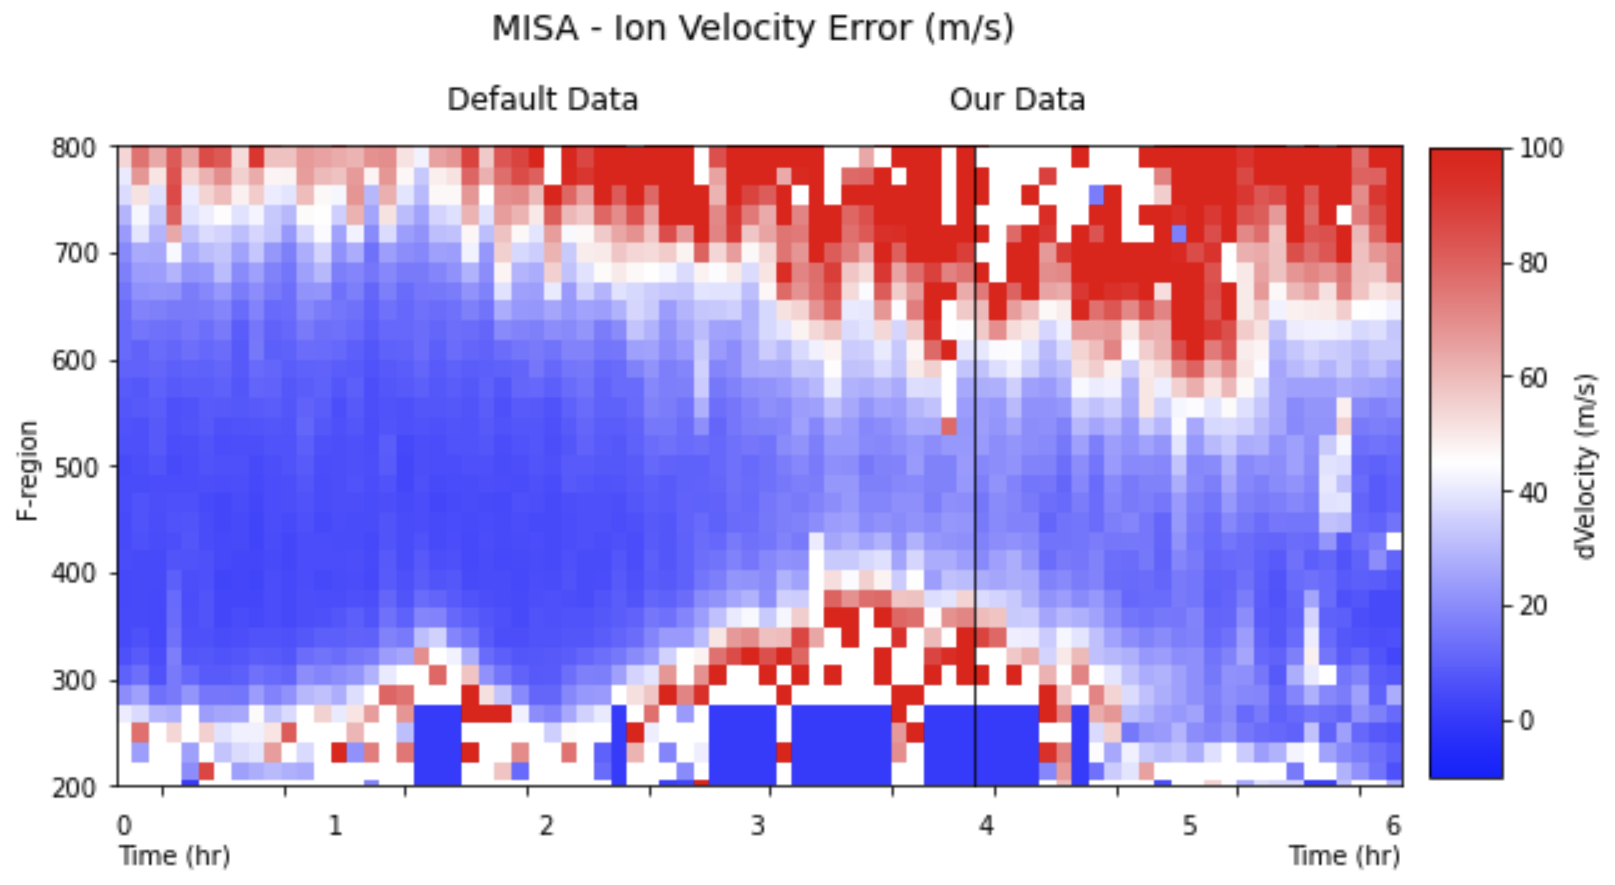 MISA - Ion Velocity Error (m/s)
Default Data
Our Data
F-region
800
700
600
500
400
300
200
0 1 2 3 4 5 6
Time (hr)
Time (hr)
100
80
60
40
20
0
dVelocity (m/s)